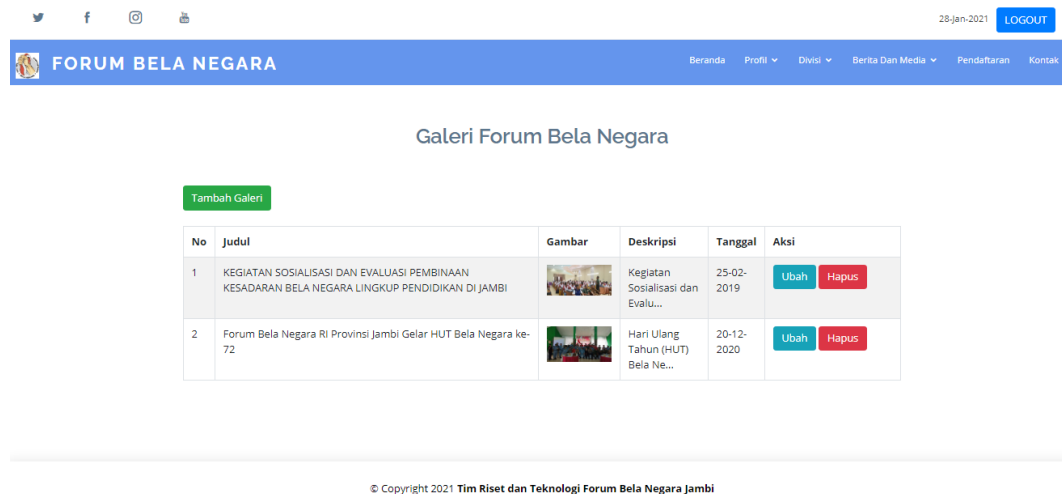 28-Jan-2021 LOGOUT
FORUM BELA NEGARA
Beranda Profil Divisi Berita Dan Media Pendaftaran Kontak
Galeri Forum Bela Negara
Tambah Galeri
No Judul Gambar Deskripsi Tanggal Aksi
1 KEGIATAN SOSIALISASI DAN EVALUASI PEMBINAAN
KESADARAN BELA NEGARA LINGKUP PENDIDIKAN DI JAMBI
Kegiatan
Sosialisasi dan
Evalu...
25-02-
2019
Ubah Hapus
2 Forum Bela Negara RI Provinsi Jambi Gelar HUT Bela Negara ke-
72
Hari Ulang
Tahun (HUT)
Bela Ne...
20-12-
2020
Ubah Hapus
© Copyright 2021 Tim Riset dan Teknologi Forum Bela Negara Jambi